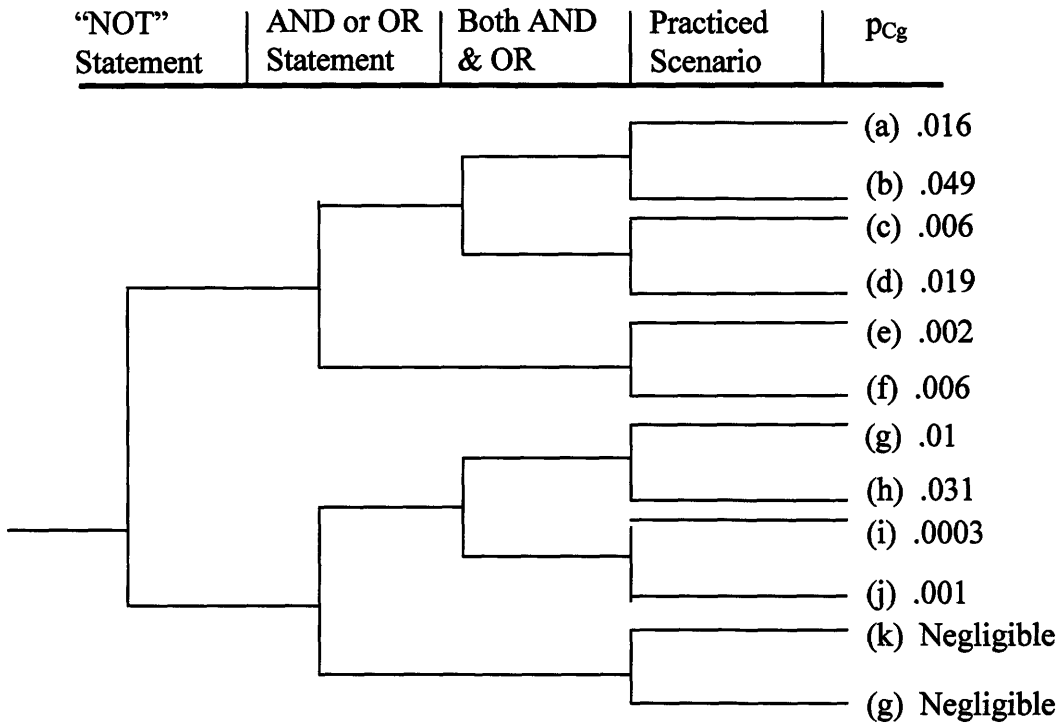 “NOT” Statement
AND or OR Statement
Both AND & OR
Practiced Scenario
pCg
(a) .016
(b) .049
(c) .006
(d) .019
(e) .002
(f) .006
(g) .01
(h) .031
(i) .0003
(j) .001
(k) Negligible
(g) Negligible